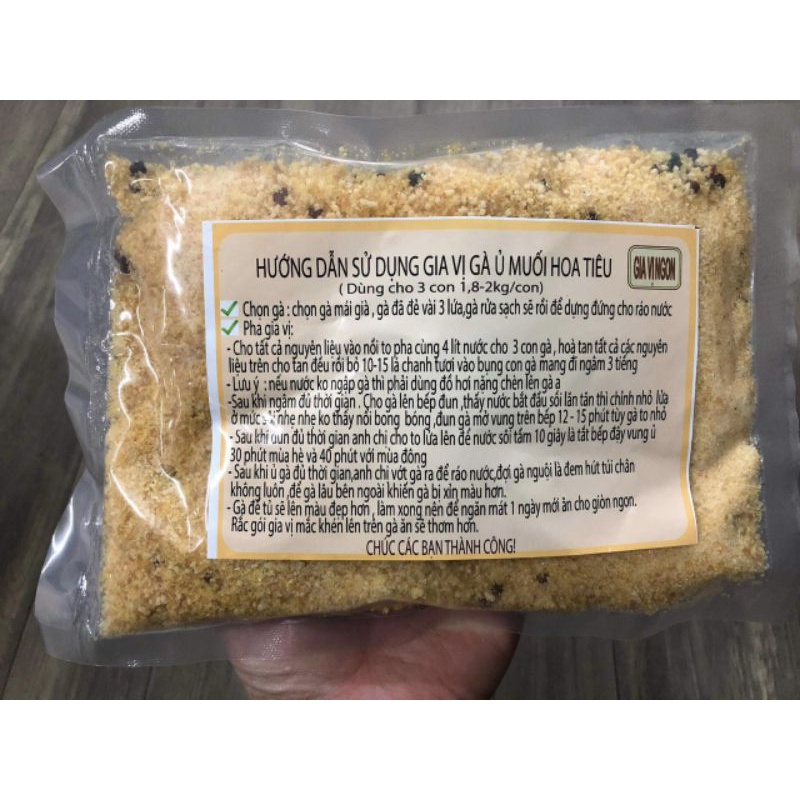 HƯỚNG DẪN SỬ DỤNG GIA VỊ GÀ Ủ MUỐI HOA TIÊU
GIA VỊ NGON
( Dùng cho 3 con 1,8-2kg/con)
Chọn gà : chọn gà mái già , gà đã đẻ vài 3 lứa,gà rửa sạch sẽ rồi để dựng đứng cho ráo nước
Pha gia vị:
- Cho tất cả nguyên liệu vào nồi to pha cùng 4 lít nước cho 3 con gà , hoà tan tất cả các nguyên
liệu trên cho tan đều rồi bỏ 10-15 lá chanh tươi vào bụng con gà mang đi ngâm 3 tiếng
- Lưu ý : nếu nước ko ngập gà thì phải dùng đồ hơi nặng chèn lên gà a
-Sau khi ngâm đủ thời gian . Cho gà lên bếp đun ,thấy nước bắt đầu sôi lăn tăn thì chỉnh nhỏ lửa
ở mức sôi nhẹ nhẹ ko thấy nổi bong bóng ,đun gà mở vung trên bếp 12 - 15 phút tùy gà to nhỏ
- Sau khi đun đủ thời gian anh chị cho to lửa lên để nước sôi tầm 10 giây là tắt bếp đậy vung ủ
30 phút mùa hè và 40 phút với mùa đông
- Sau khi ủ gà đủ thời gian,anh chị vớt gà ra để ráo nước,đợi gà nguội là đem hút túi chân
không luôn ,để gà lâu bên ngoài khiến gà bị xỉn màu hơn.
- Gà để tủ sẽ lên màu đẹp hơn , làm xong nên để ngăn mát 1 ngày mới ăn cho giòn ngon.
Rắc gói gia vị mắc khén lên trên gà ăn sẽ thơm hơn.
CHÚC CÁC BẠN THÀNH CÔNG!